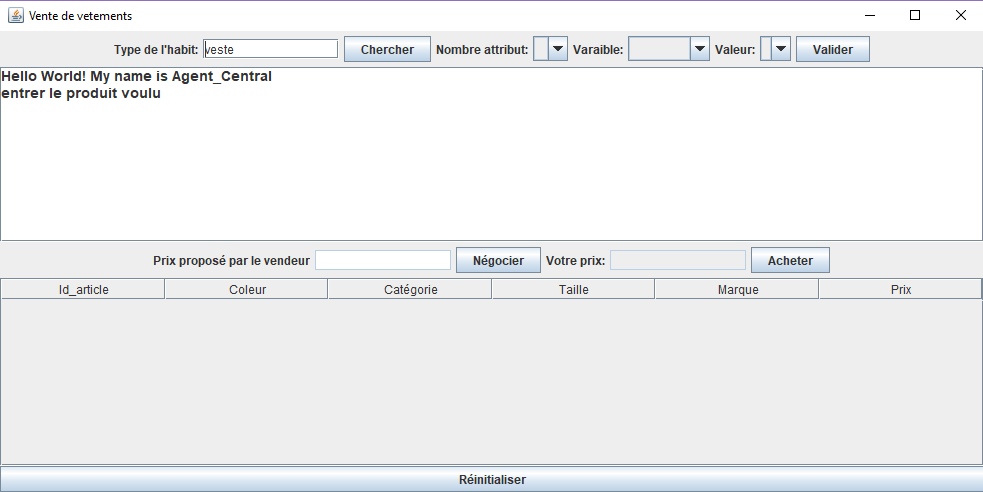 Vente de vetements
Type de l'habit: veste Chercher Nombre attribut: Varaible: Valeur: Valider
Hello World! My name is Agent_Central
entrer le produit voulu
Prix proposé par le vendeur Négocier Votre prix: Acheter
Id_article Coleur Catégorie Taille Marque Prix
Réinitialiser